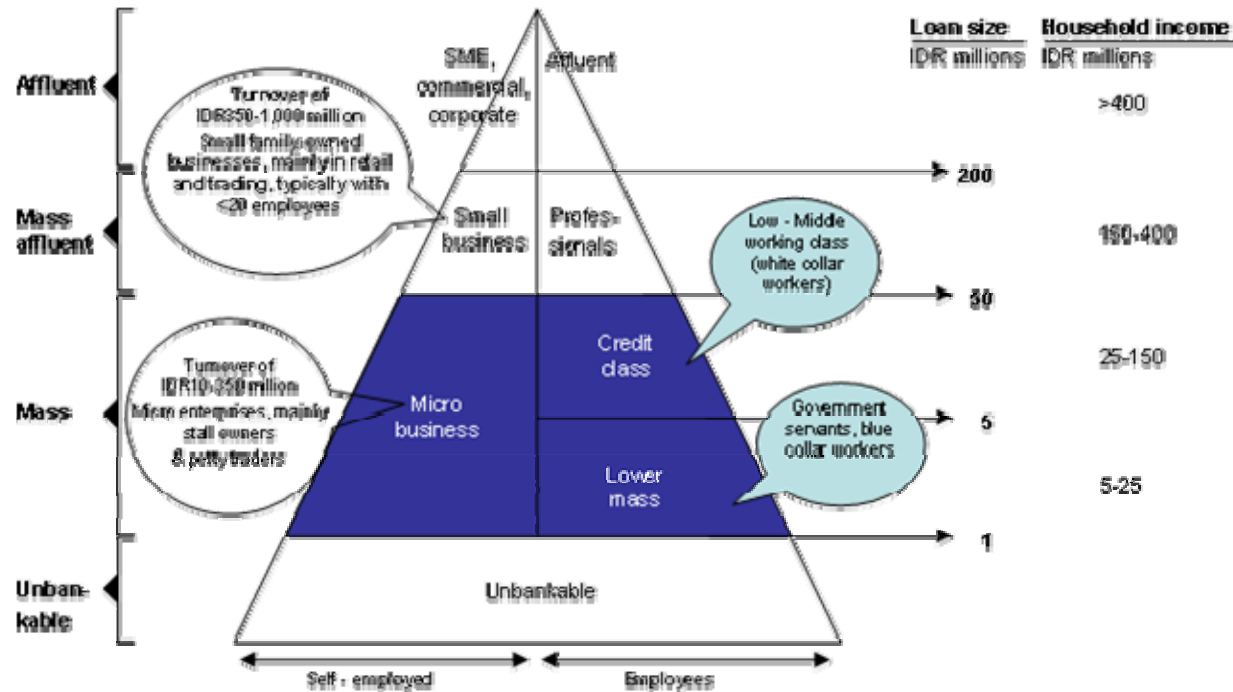 Loan size
IDR millions
Household income
IDR millions
Affluent
Turnover of
IDR350-1,000 million
Small family owned
businesses, mainly in retail
and trading, typically with
<20 employees
SME,
commercial,
corporate
Affluent
>400
200
Mass
affluent
Small
business
Profes-
sionals
Low - Middle
working class
(white collar
workers)
150-400
50
Mass
Turnover of
IDR10-350 million
Micro enterprises, mainly
stall owners
& petty traders
Micro
business
Credit
class
25-150
5
Lower
mass
Government
servants, blue
collar workers
5-25
1
Unban-
kable
Unbankable
Self - employed
Employees